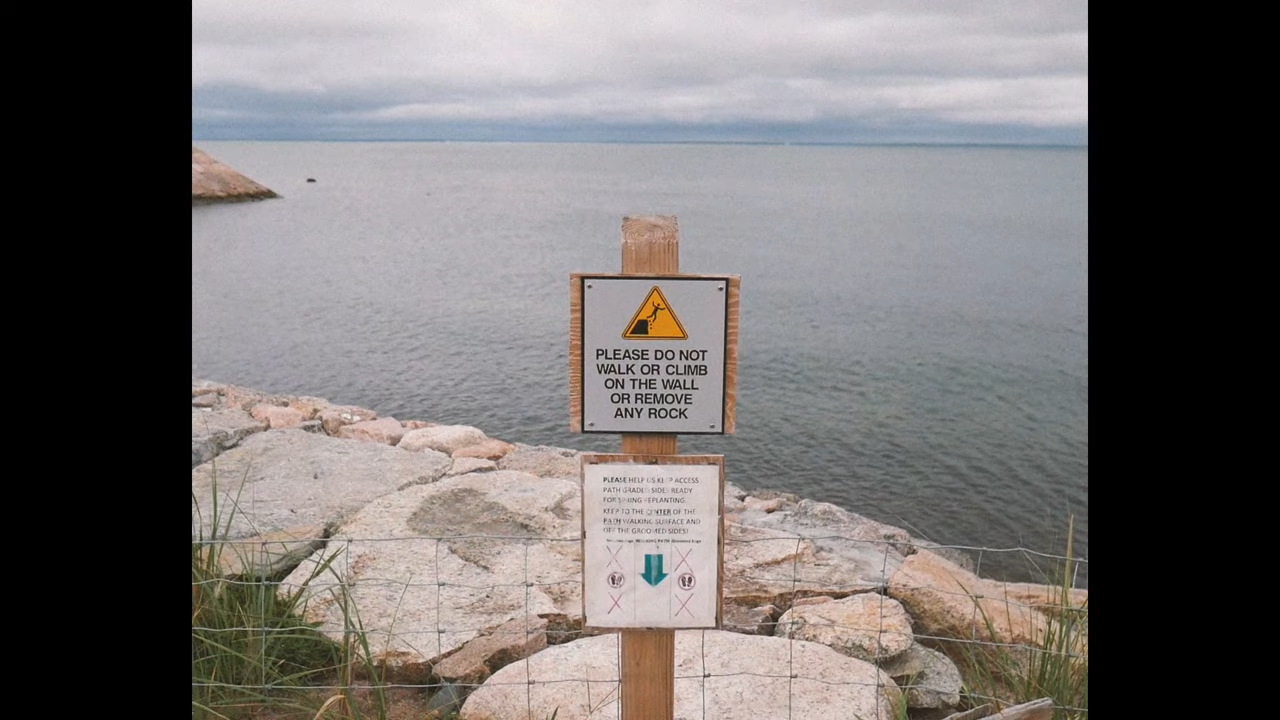 PLEASE DO NOT
WALK OR CLIMB
ON THE WALL
OR REMOVE
ANY ROCK
PLEASE HELP US KEEP ACCESS
PATH GRADED SIDES READY
FOR SPRING REPLANTING.
KEEP TO THE CENTER OF THE
PATH WALKING SURFACE AND
OFF THE GROOMED SIDES!